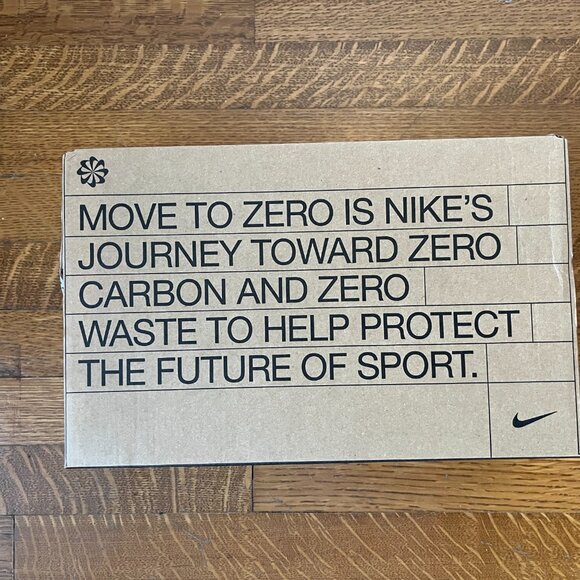 MOVE TO ZERO IS NIKE'S
JOURNEY TOWARD ZERO
CARBON AND ZERO
WASTE TO HELP PROTECT
THE FUTURE OF SPORT.